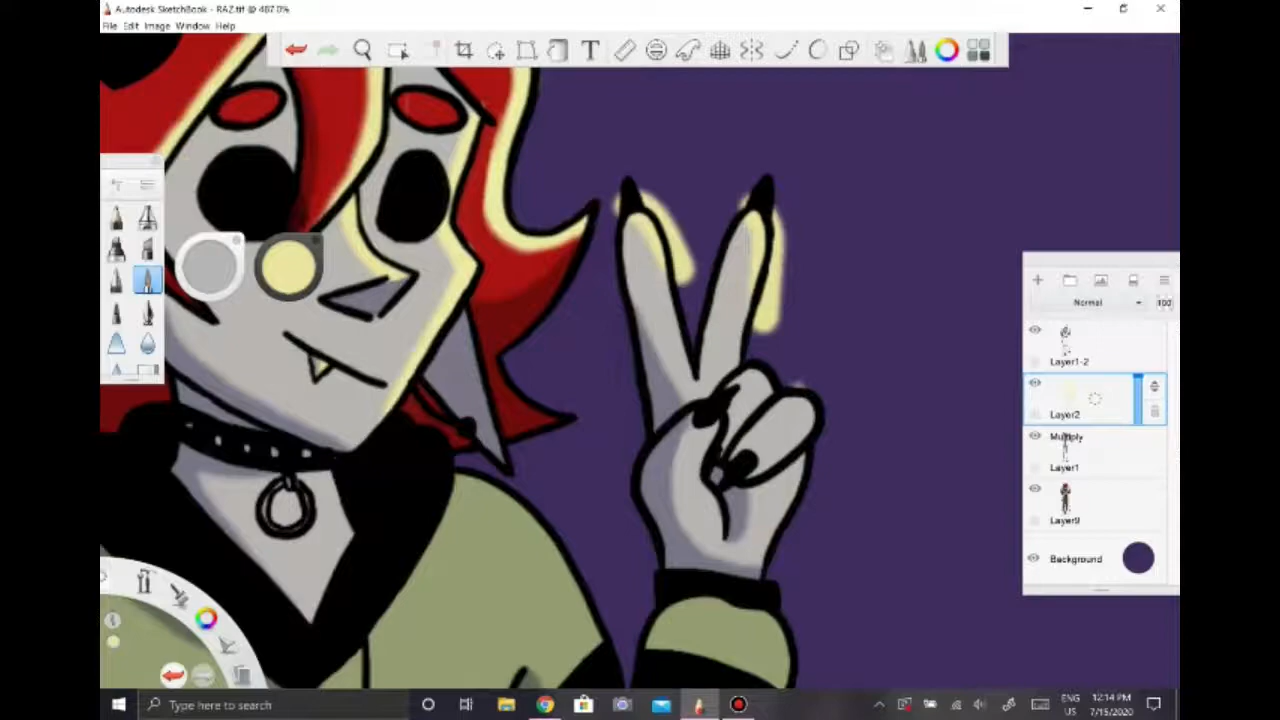 Autodesk SketchBook - RAZ.tif @ 487.0%
File Edit Image Window Help
T
Normal
100
Layer1-2
Layer2
Multiply
Layer1
Layer9
Background
Type here to search
ENG
US
12:14 PM
7/15/2020